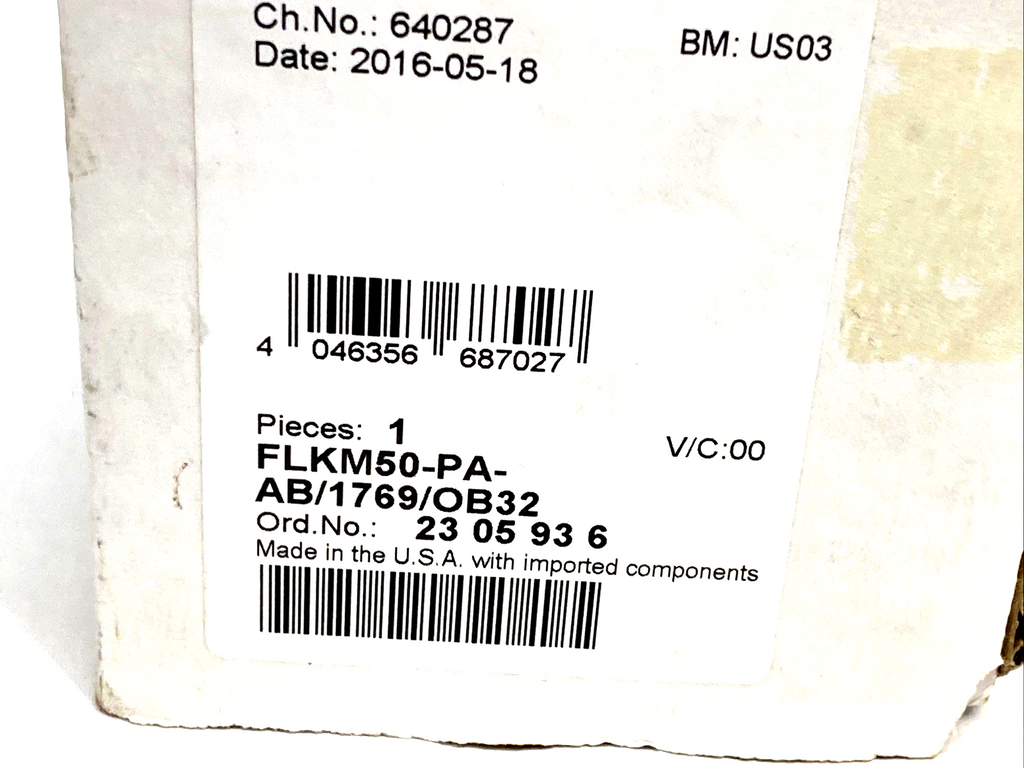 Ch.No.: 640287
BM: US03
Date: 2016-05-18
4 046356 687027
Pieces: 1
V/C:00
FLKM50-PA-
AB/1769/OB32
Ord.No.: 23 05 93 6
Made in the U.S.A. with imported components